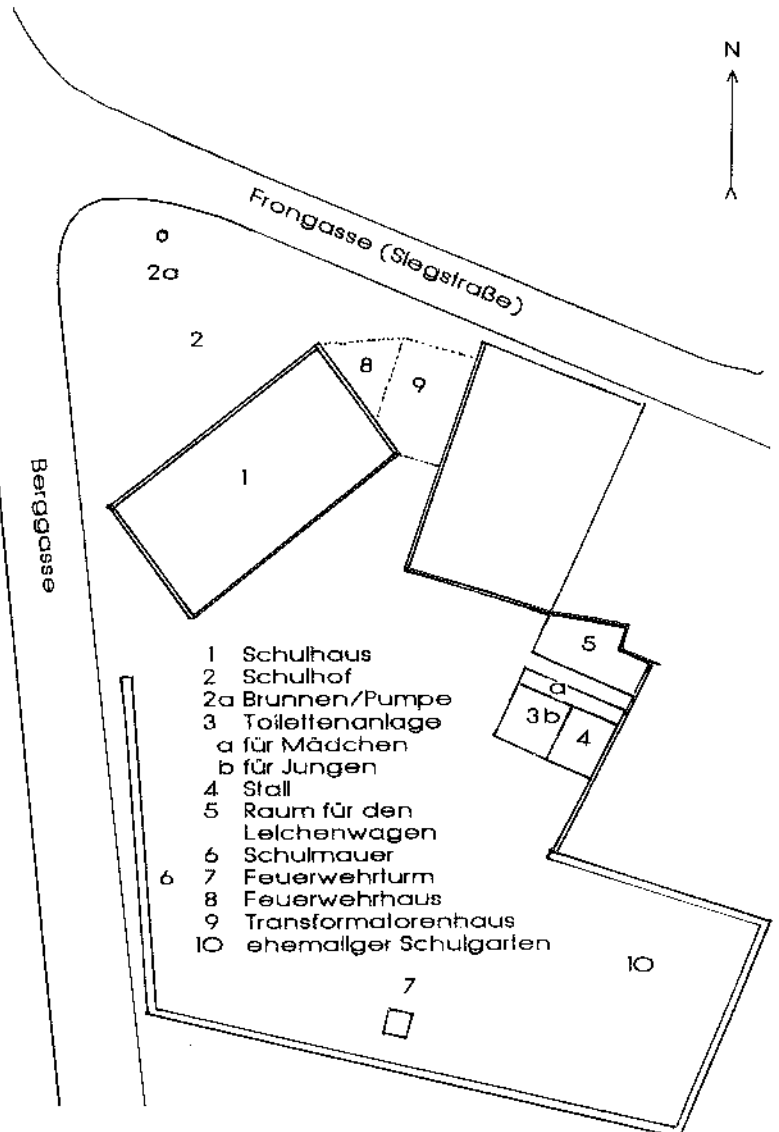 N
Frongasse (Siegstraße)
2a
2
8
9
1
Berggasse
5
a
3b
4
1 Schulhaus
2 Schulhof
2a Brunnen/Pumpe
3 Toilettenanlage
a für Mädchen
b für Jungen
4 Stall
5 Raum für den
Leichenwagen
6 Schulmauer
7 Feuerwehrturm
8 Feuerwehrhaus
9 Transformatorenhaus
10 ehemaliger Schulgarten
6
10
7